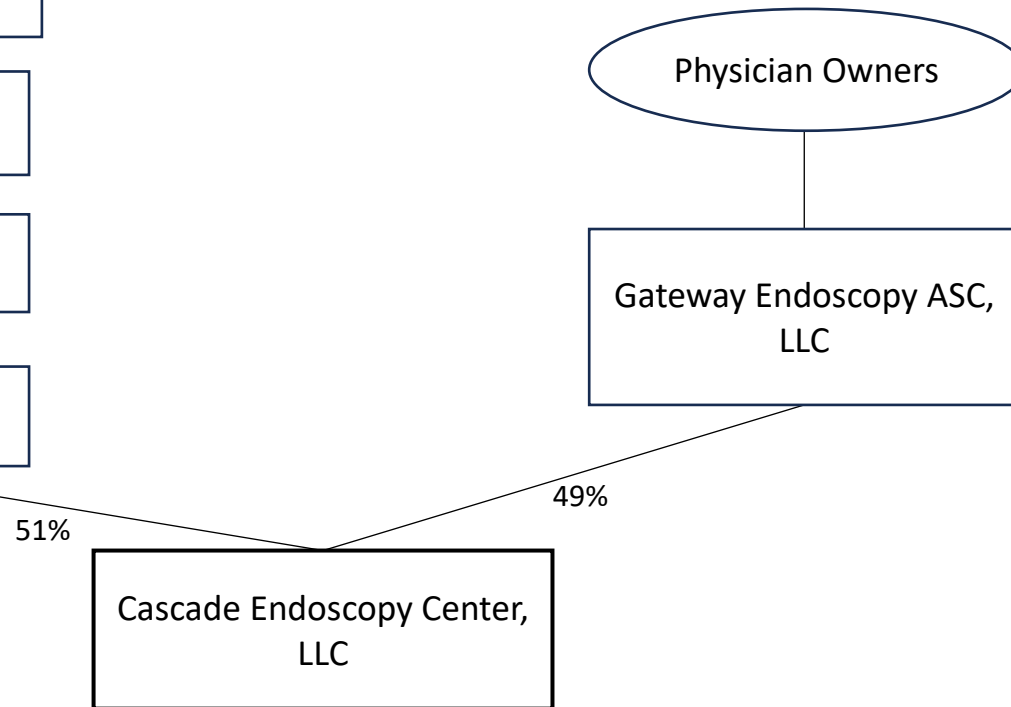 Physician Owners
Gateway Endoscopy ASC,
LLC
49%
51%
Cascade Endoscopy Center,
LLC